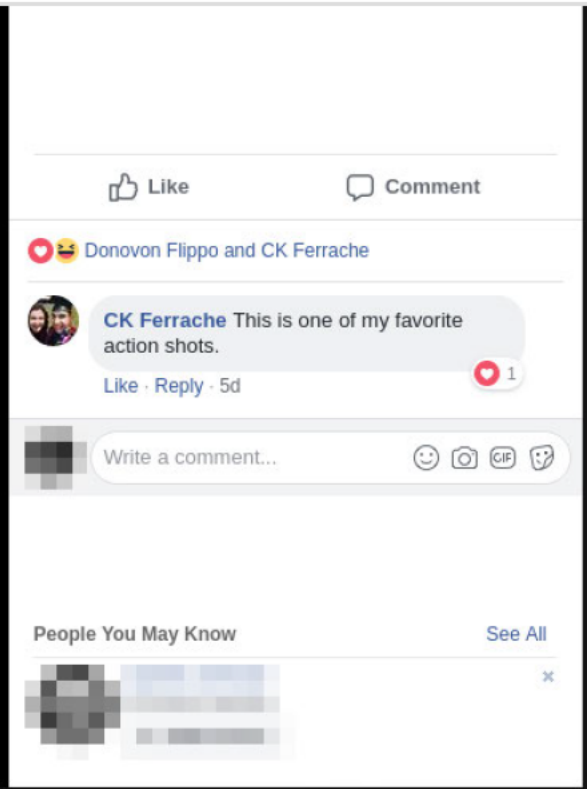 Like Comment
Donovon Flippo and CK Ferrache
CK Ferrache This is one of my favorite
action shots.
1
Like · Reply · 5d
Write a comment... GIF
People You May Know See All